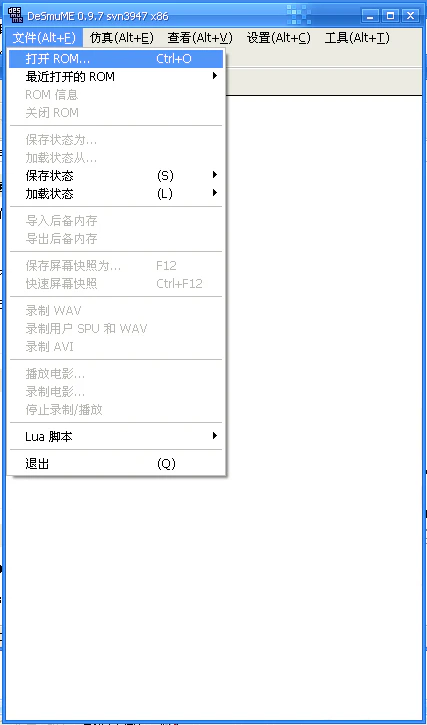 DeSmuME 0.9.7 svn3947 x86
文件(Alt+F) 仿真(Alt+E) 查看(Alt+V) 设置(Alt+C) 工具(Alt+T)
打开 ROM... Ctrl+O
最近打开的 ROM
ROM 信息
关闭 ROM
保存状态为...
加载状态从...
保存状态 (S)
加载状态 (L)
导入后备内存
导出后备内存
保存屏幕快照为... F12
快速屏幕快照 Ctrl+F12
录制 WAV
录制用户 SPU 和 WAV
录制 AVI
播放电影...
录制电影...
停止录制/播放
Lua 脚本
退出 (Q)